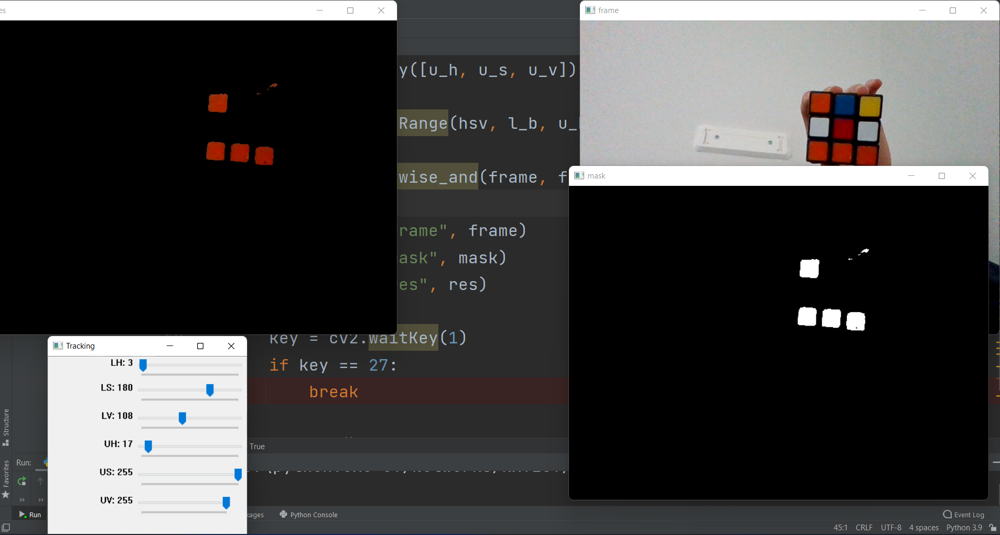 es
frame
y([u_h, u_s, u_v])
Range(hsv, l_b, u_
wise_and(frame, f
rame", frame)
mask
ask", mask)
es", res)
key = cv2.waitKey(1)
if key == 27:
break
Tracking
LH: 3
LS: 180
LV: 108
UH: 17
US: 255
UV: 255
True
Structure
Favorites
Run:
Run
kages
Python Console
Event Log
45:1 CRLF UTF-8 4 spaces Python 3.9